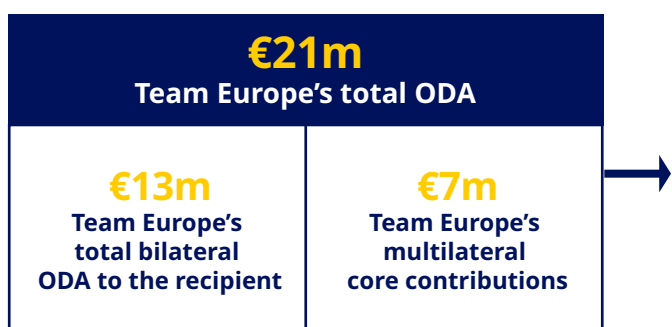 €21m
Team Europe’s total ODA
€13m
Team Europe’s
total bilateral
ODA to the recipient
€7m
Team Europe’s
multilateral
core contributions